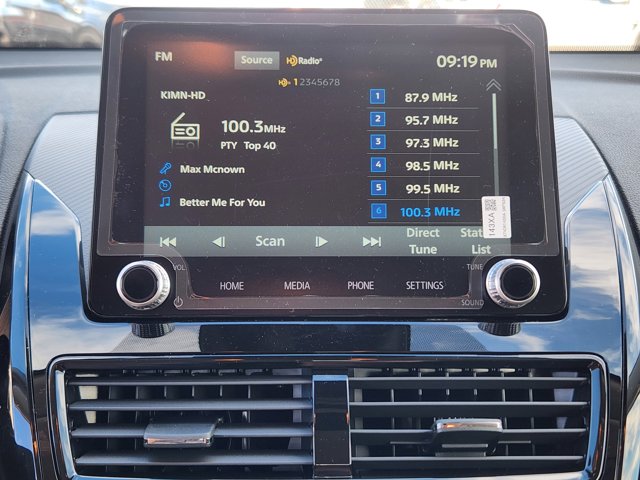 FM Source HD Radio 09:19 PM
HD 1 2345678
KIMN-HD
100.3 MHz
PTY Top 40
Max Mcnown
Better Me For You
1 87.9 MHz
2 95.7 MHz
3 97.3 MHz
4 98.5 MHz
5 99.5 MHz
6 100.3 MHz
143XA
Scan
Direct Tune
List
VOL
HOME MEDIA PHONE SETTINGS
TUNE
SOUND